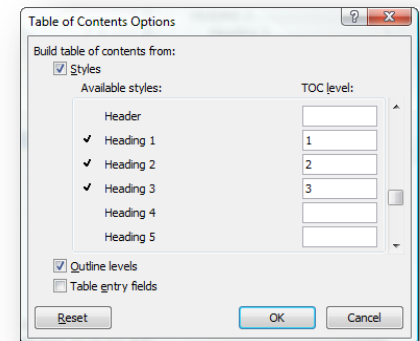 Table of Contents Options
Build table of contents from:
Styles
Available styles: TOC level:
Header
Heading 1 1
Heading 2 2
Heading 3 3
Heading 4
Heading 5
Outline levels
Table entry fields
Reset OK Cancel